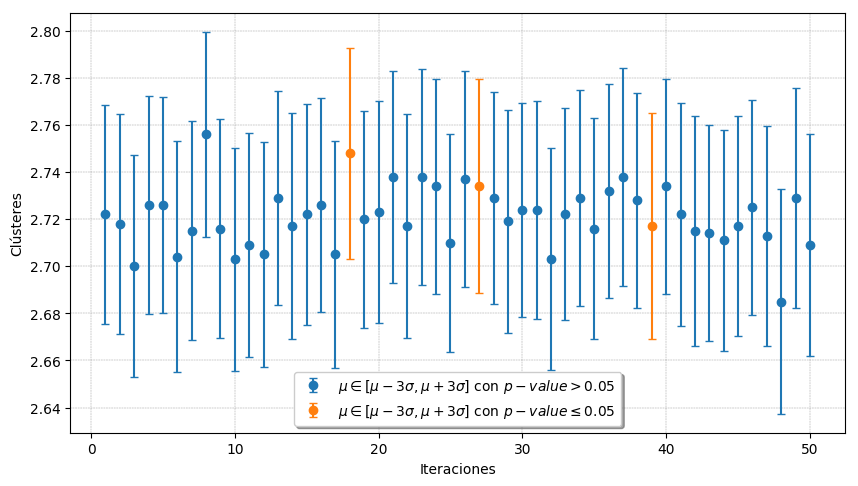 2.80
2.78
2.76
2.74
2.72
2.70
2.68
2.66
2.64
Clústeres
μ ∈ [μ − 3σ, μ + 3σ] con p − value > 0.05
μ ∈ [μ − 3σ, μ + 3σ] con p − value ≤ 0.05
0 10 20 30 40 50
Iteraciones